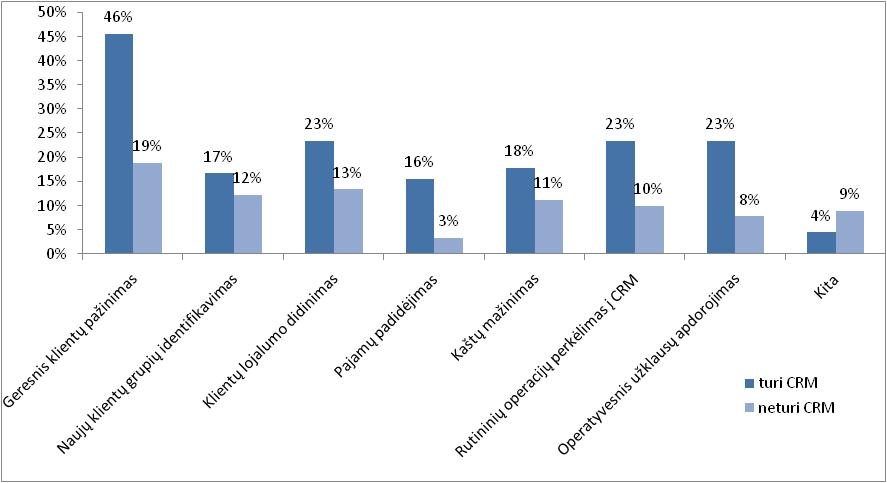 50%
45%
40%
35%
30%
25%
20%
15%
10%
5%
0%
46%
19%
17%
12%
23%
13%
16%
3%
18%
11%
23%
10%
23%
8%
4%
9%
Geresnis klientų pažinimas
Naujų klientų grupių identifikavimas
Klientų lojalumo didinimas
Pajamų padidėjimas
Kaštų mažinimas
Rutininių operacijų perkėlimas į CRM
Operatyvesnis užklausų apdorojimas
Kita
turi CRM
neturi CRM